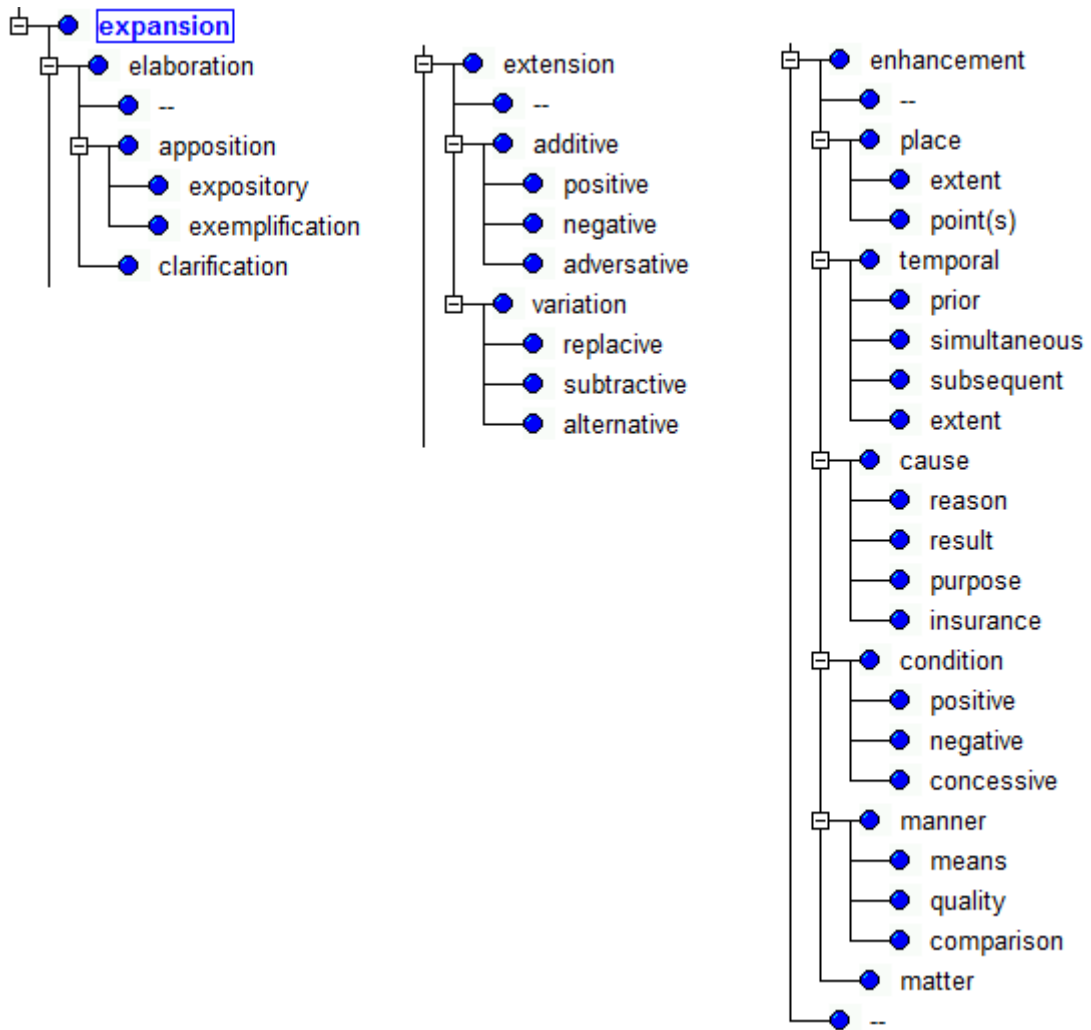 expansion
elaboration
--
apposition
expository
exemplification
clarification
extension
--
additive
positive
negative
adversative
variation
replacive
subtractive
alternative
enhancement
--
place
extent
point(s)
temporal
prior
simultaneous
subsequent
extent
cause
reason
result
purpose
insurance
condition
positive
negative
concessive
manner
means
quality
comparison
matter
--